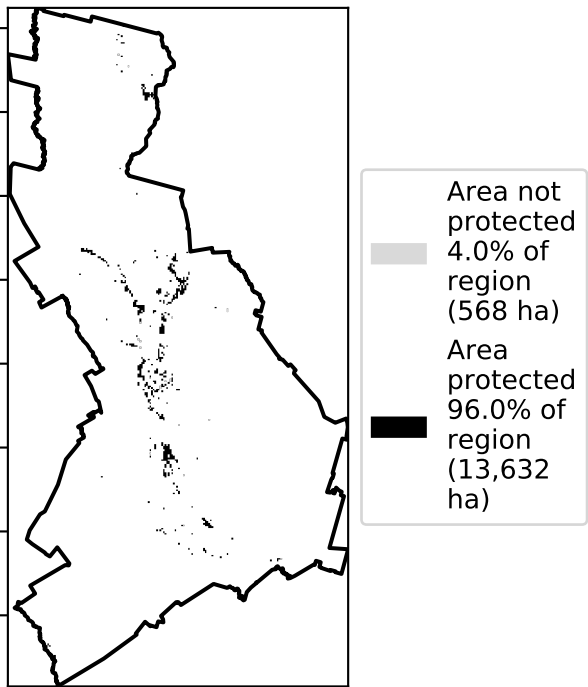 Area not
protected
4.0% of
region
(568 ha)
Area
protected
96.0% of
region
(13,632
ha)